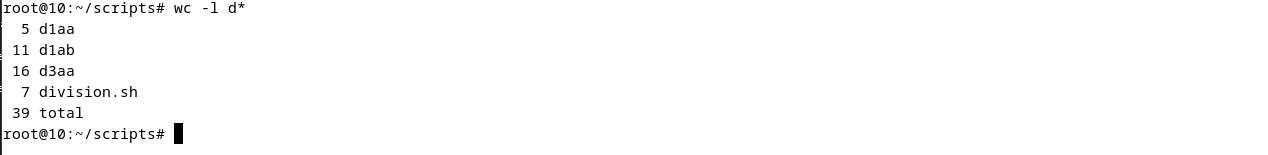 root@10:~/scripts# wc -l d*
  5 d1aa
 11 d1ab
 16 d3aa
  7 division.sh
 39 total
root@10:~/scripts#